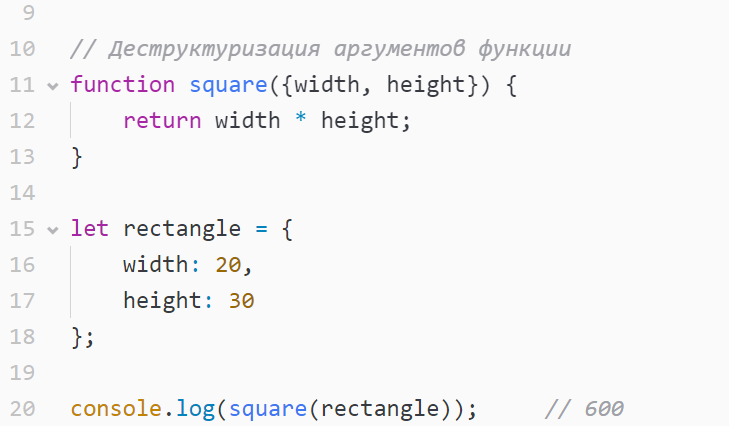 9
10 // Деструктуризация аргументов функции
11 function square({width, height}) {
12 return width * height;
13 }
14
15 let rectangle = {
16 width: 20,
17 height: 30
18 };
19
20 console.log(square(rectangle)); // 600